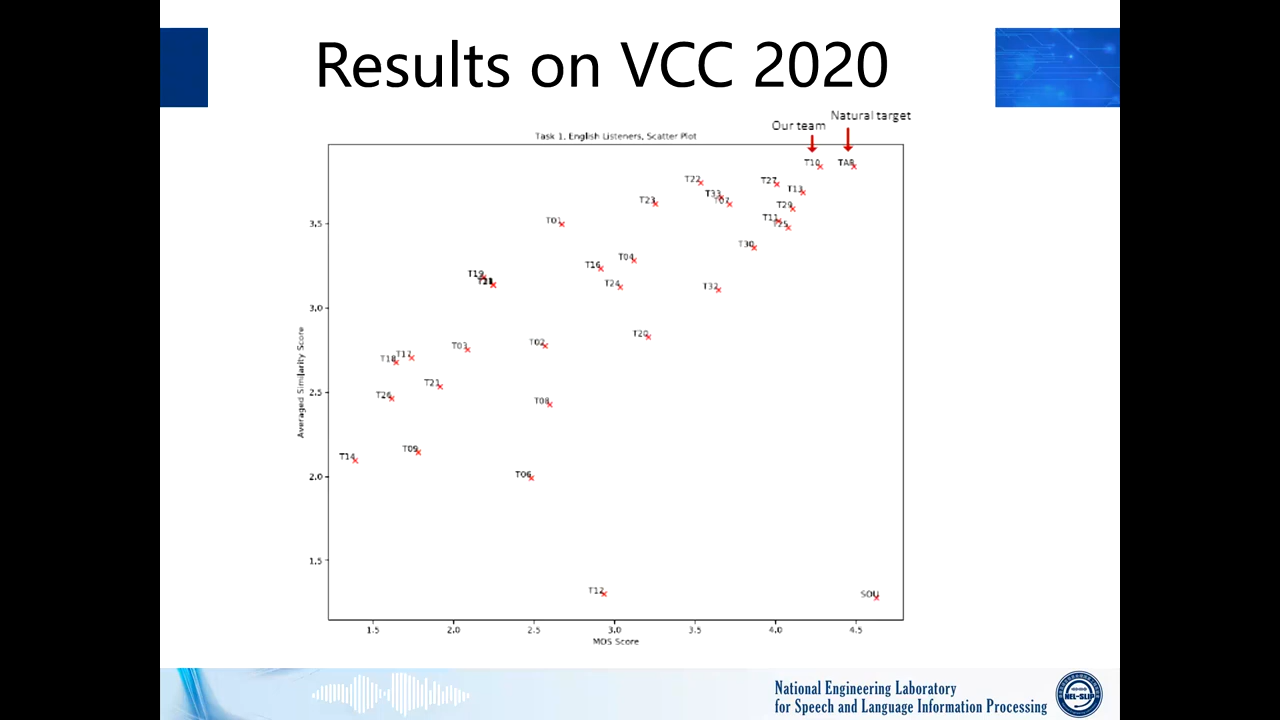 Results on VCC 2020
Our team
Natural target
Task 1, English Listeners, Scatter Plot
T10
TAR
T22
T27
T13
T33
T07
T23
T29
T11
T25
T01
T30
T04
T16
T19
T24
T32
T20
T02
T03
T17
T18
T21
T26
T08
T09
T14
T06
T12
SOU
3.5
3.0
2.5
2.0
1.5
Averaged Similarity Score
1.5
2.0
2.5
3.0
3.5
4.0
4.5
MOS Score
National Engineering Laboratory
for Speech and Language Information Processing
NEL-SLIP